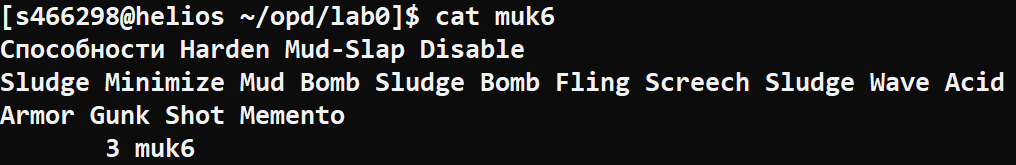 [s466298@helios ~/opd/lab0]$ cat muk6
Способности Harden Mud-Slap Disable
Sludge Minimize Mud Bomb Sludge Bomb Fling Screech Sludge Wave Acid
Armor Gunk Shot Memento
       3 muk6